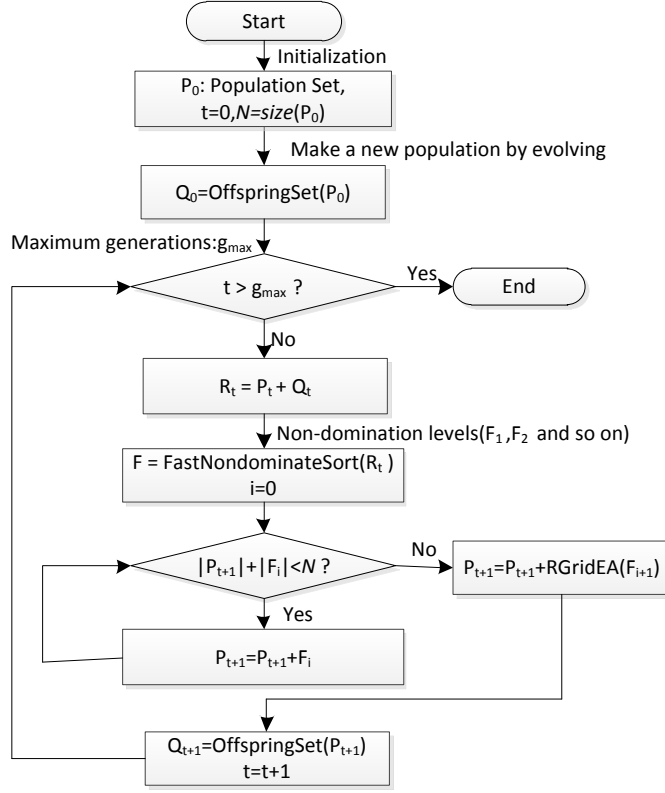 Start
Initialization
P₀: Population Set,
t=0,N=size(P₀)
Make a new population by evolving
Q₀=OffspringSet(P₀)
Maximum generations:gmax
t > gmax ?
Yes
End
No
Rₜ = Pₜ + Qₜ
Non-domination levels(F₁,F₂ and so on)
F = FastNondominateSort(Rₜ )
i=0
|Pₜ₊₁|+|Fᵢ|<N ?
No
Pₜ₊₁=Pₜ₊₁+RGridEA(Fᵢ₊₁)
Yes
Pₜ₊₁=Pₜ₊₁+Fᵢ
Qₜ₊₁=OffspringSet(Pₜ₊₁)
t=t+1